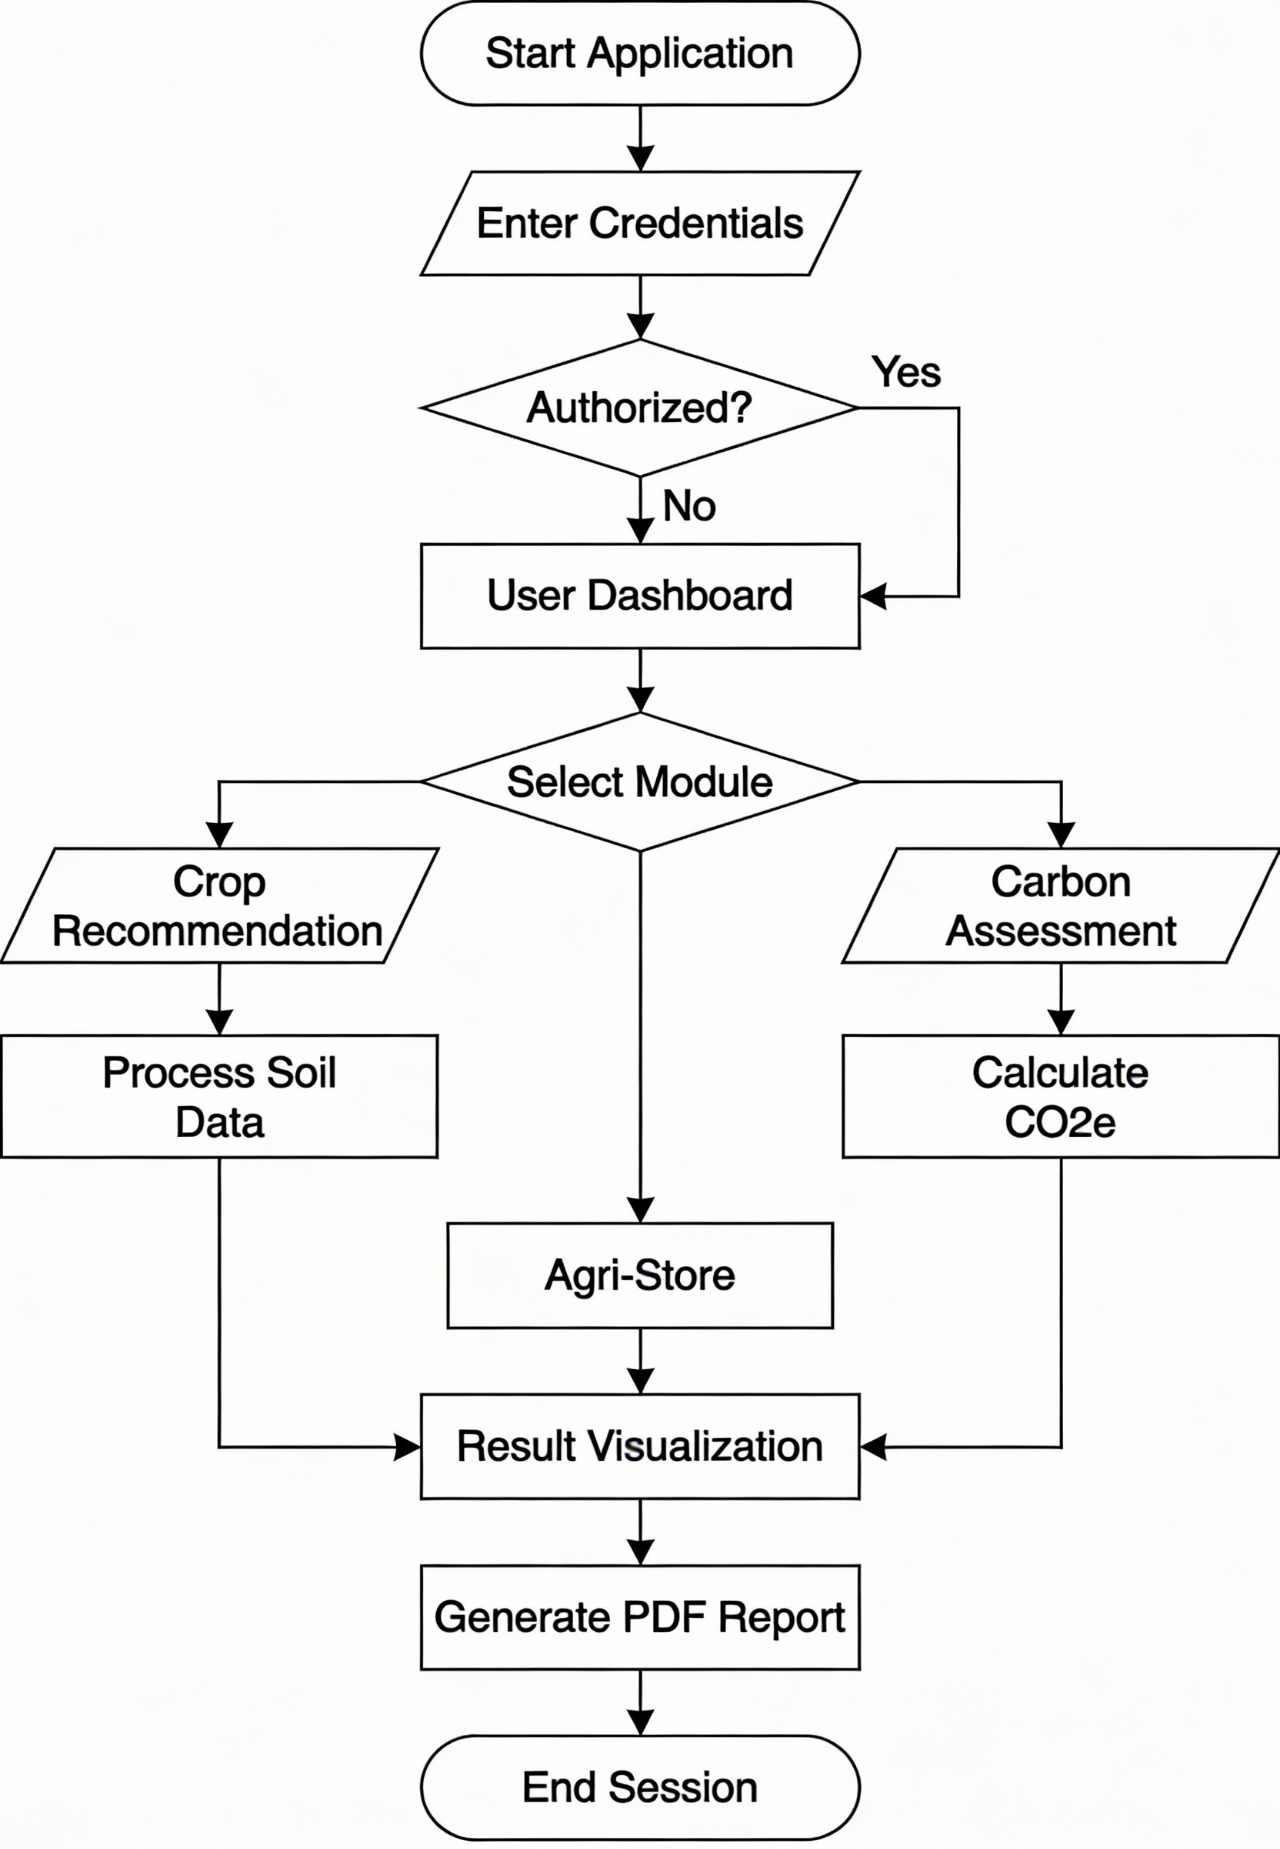 Start Application
Enter Credentials
Authorized?
Yes
No
User Dashboard
Select Module
Crop
Recommendation
Carbon
Assessment
Process Soil
Data
Calculate
CO2e
Agri-Store
Result Visualization
Generate PDF Report
End Session